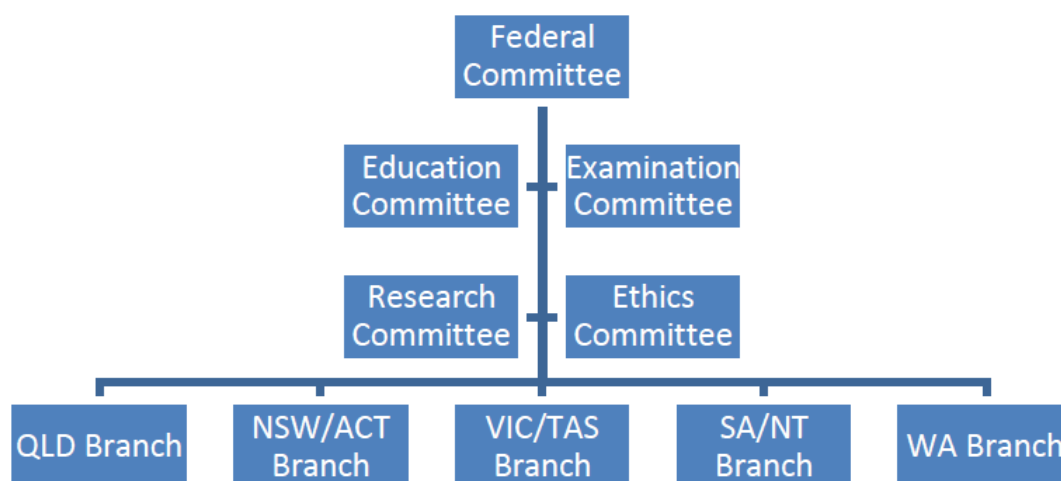 Federal
Committee
Education
Committee
Examination
Committee
Research
Committee
Ethics
Committee
QLD Branch
NSW/ACT
Branch
VIC/TAS
Branch
SA/NT
Branch
WA Branch